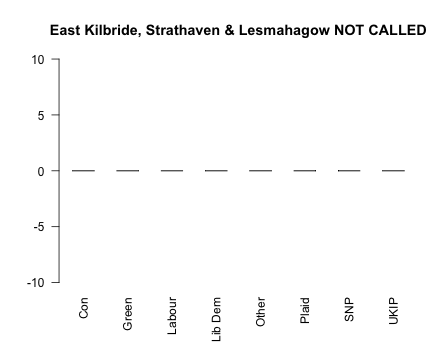 East Kilbride, Strathaven & Lesmahagow NOT CALLED
10
5
0
-5
-10
Con
Green
Labour
Lib Dem
Other
Plaid
SNP
UKIP